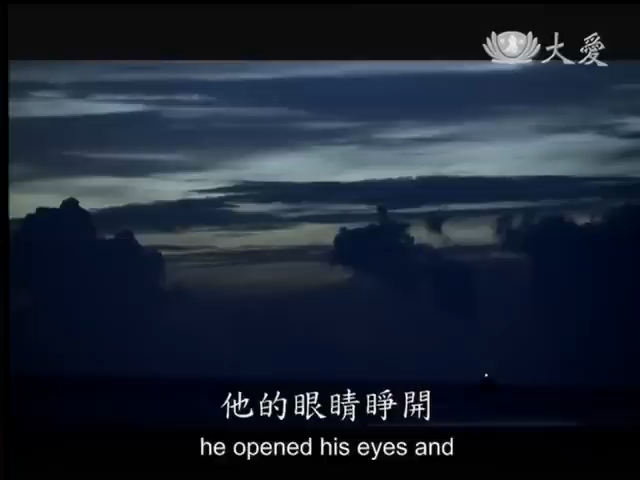 大愛
他的眼睛睜開
he opened his eyes and